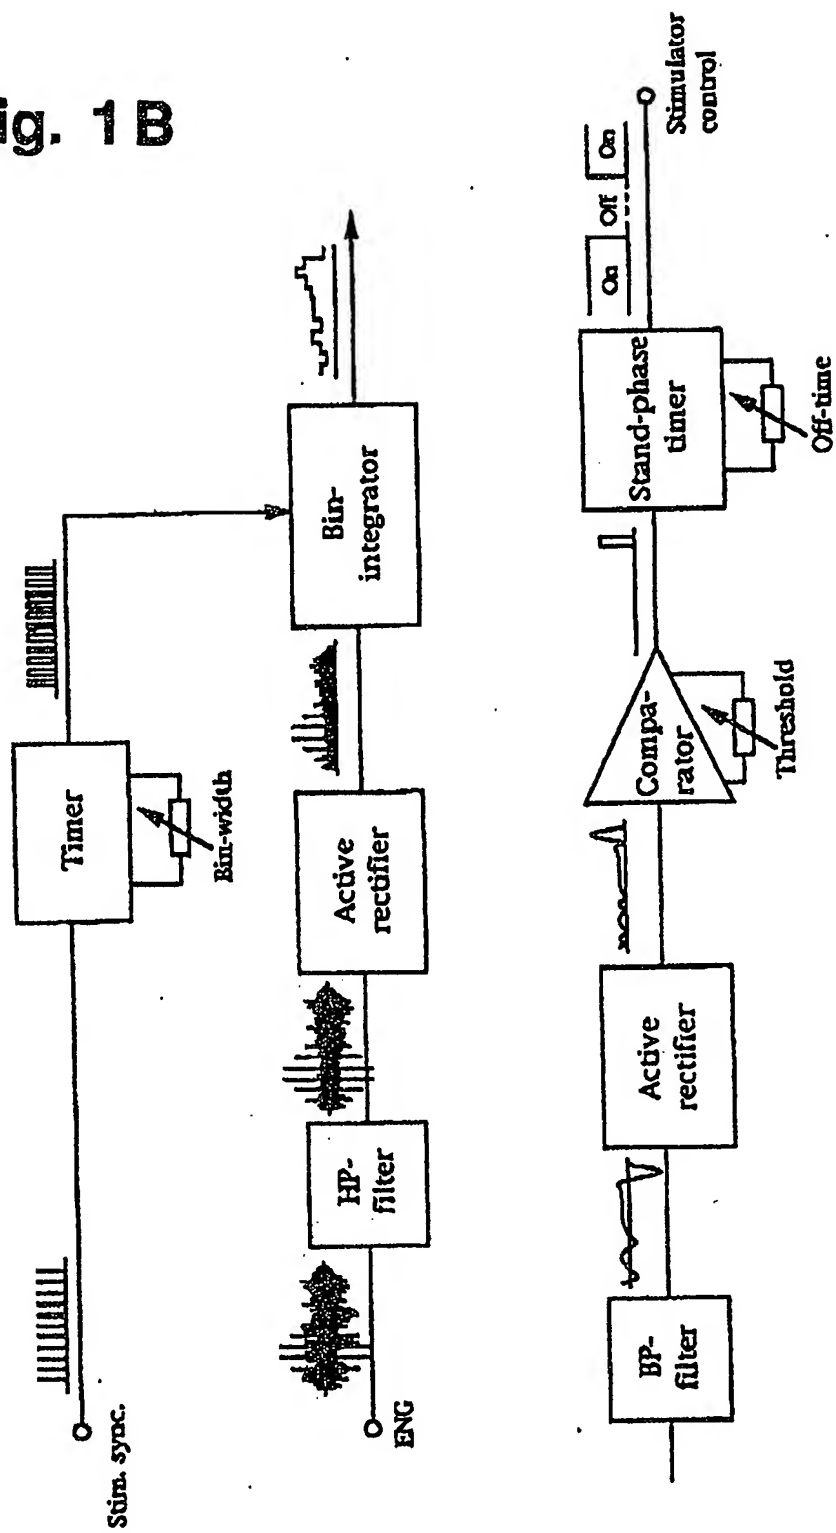 ig. 1B
Stim. sync.
Timer
Bin-width
ENG
HP-
filter
Active
rectifier
Bin-
integrator
BP-
filter
Active
rectifier
Compa-
rator
Threshold
Stand-phase
timer
Off-time
On
Off
On
Stimulator
control